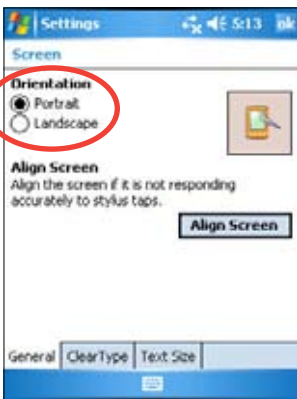 Settings 5:13 ok
Screen
Orientation
Portrait
Landscape
Align Screen
Align the screen if it is not responding
accurately to stylus taps.
Align Screen
General ClearType Text Size